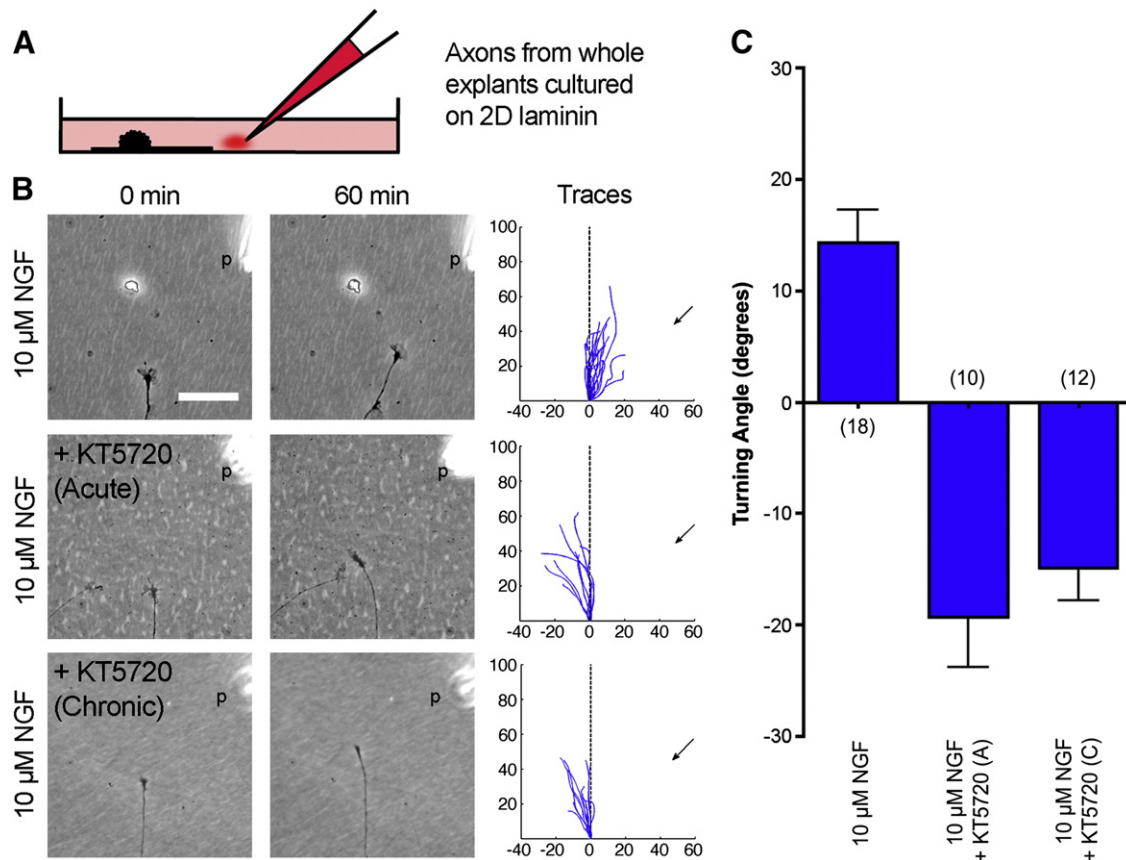 A
Axons from whole
explants cultured
on 2D laminin
B
0 min
60 min
Traces
10 µM NGF
p
p
100
80
60
40
20
-40
-20
0
20
40
60
10 µM NGF
+ KT5720
(Acute)
p
p
100
80
60
40
20
-40
-20
0
20
40
60
10 µM NGF
+ KT5720
(Chronic)
p
p
100
80
60
40
20
-40
-20
0
20
40
60
C
Turning Angle (degrees)
30
15
0
-10
-20
-30
(18)
(10)
(12)
10 µM NGF
10 µM NGF
+ KT5720 (A)
10 µM NGF
+ KT5720 (C)